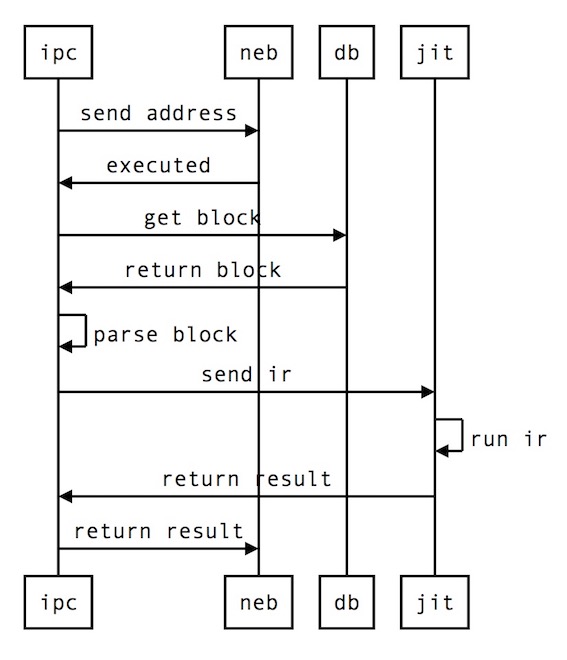 ipc neb db jit
send address
executed
get block
return block
parse block
send ir
run ir
return result
return result
ipc neb db jit